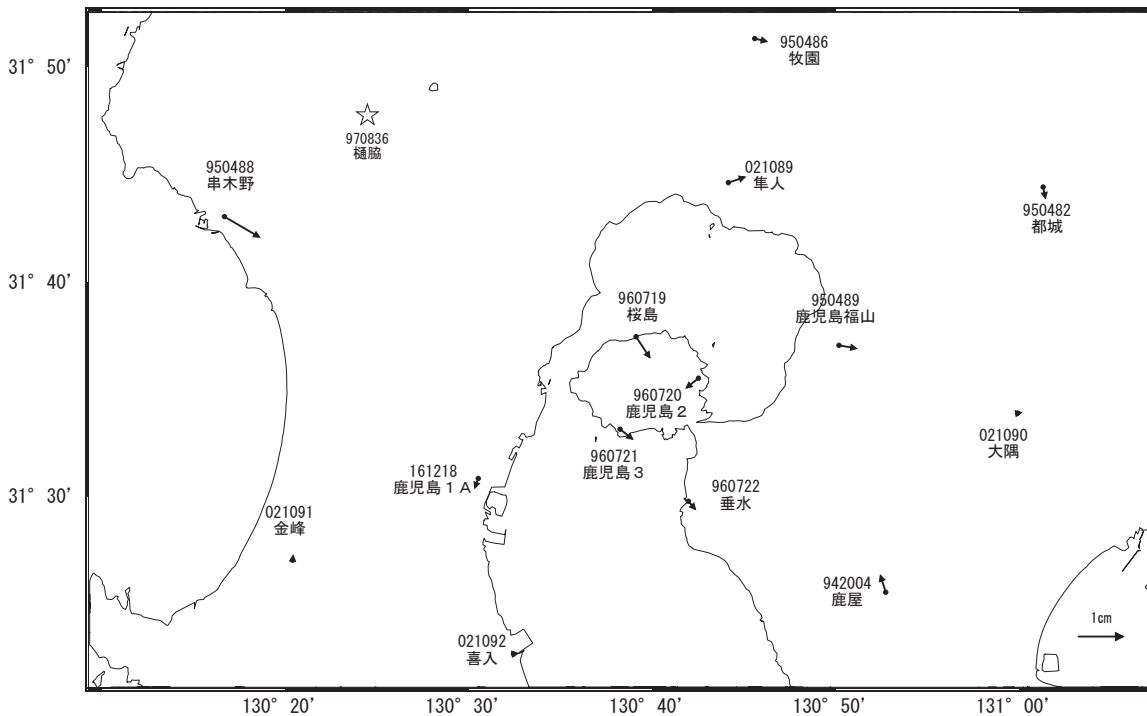 950486
牧園
31° 50'
970836
樋脇
950488
串木野
021089
隼人
950482
都城
31° 40'
960719
桜島
950489
鹿児島福山
960720
鹿児島2
021090
大隅
960721
鹿児島3
161218
鹿児島1A
31° 30'
960722
垂水
021091
金峰
942004
鹿屋
1㎝
021092
喜入
130° 20'
130° 30'
130° 40'
130° 50'
131° 00'